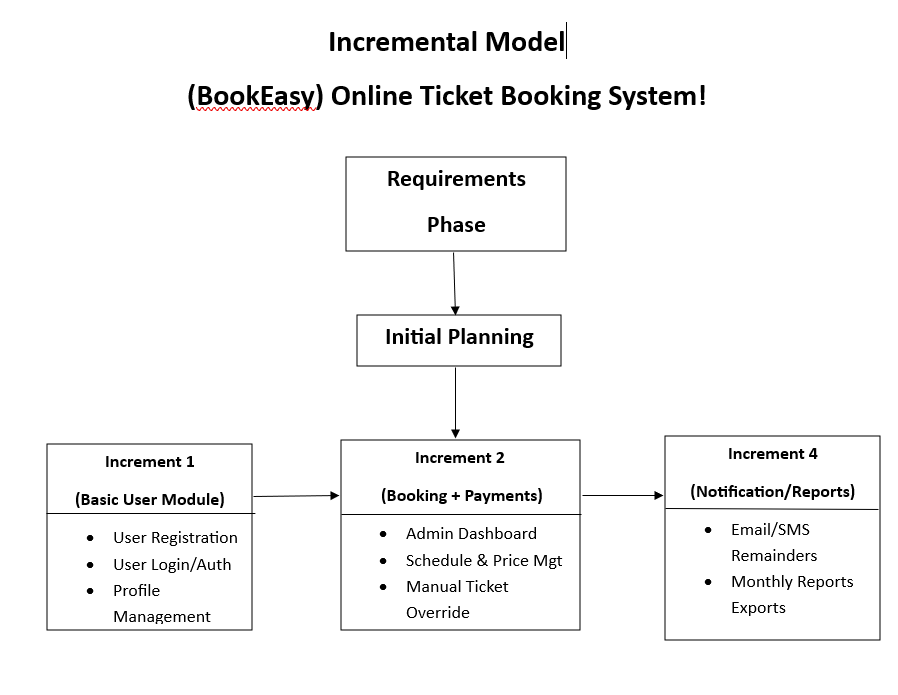 Incremental Model
(BookEasy) Online Ticket Booking System!
Requirements
Phase
Initial Planning
Increment 1
(Basic User Module)
• User Registration
• User Login/Auth
• Profile
Management
Increment 2
(Booking + Payments)
• Admin Dashboard
• Schedule & Price Mgt
• Manual Ticket
Override
Increment 4
(Notification/Reports)
• Email/SMS
Remainders
• Monthly Reports
Exports